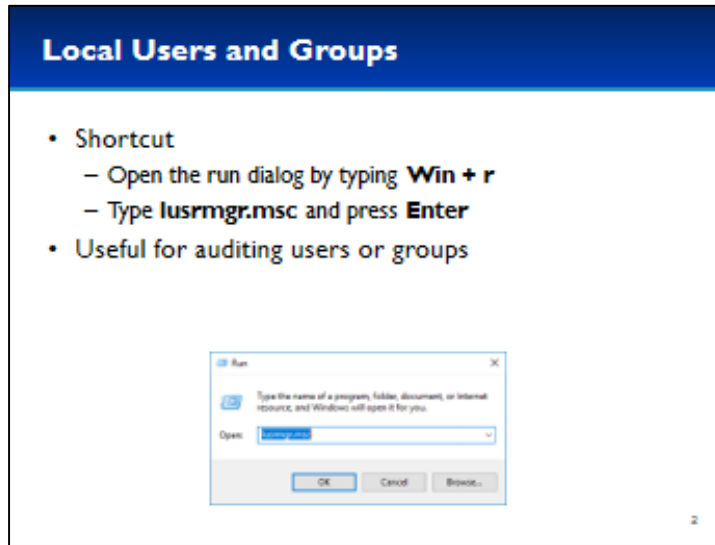 Local Users and Groups
• Shortcut
– Open the run dialog by typing Win + r
– Type lusrmgr.msc and press Enter
• Useful for auditing users or groups
Run
Type the name of a program, folder, document, or Internet
resource, and Windows will open it for you.
Open: lusrmgr.msc
OK Cancel Browse...
2